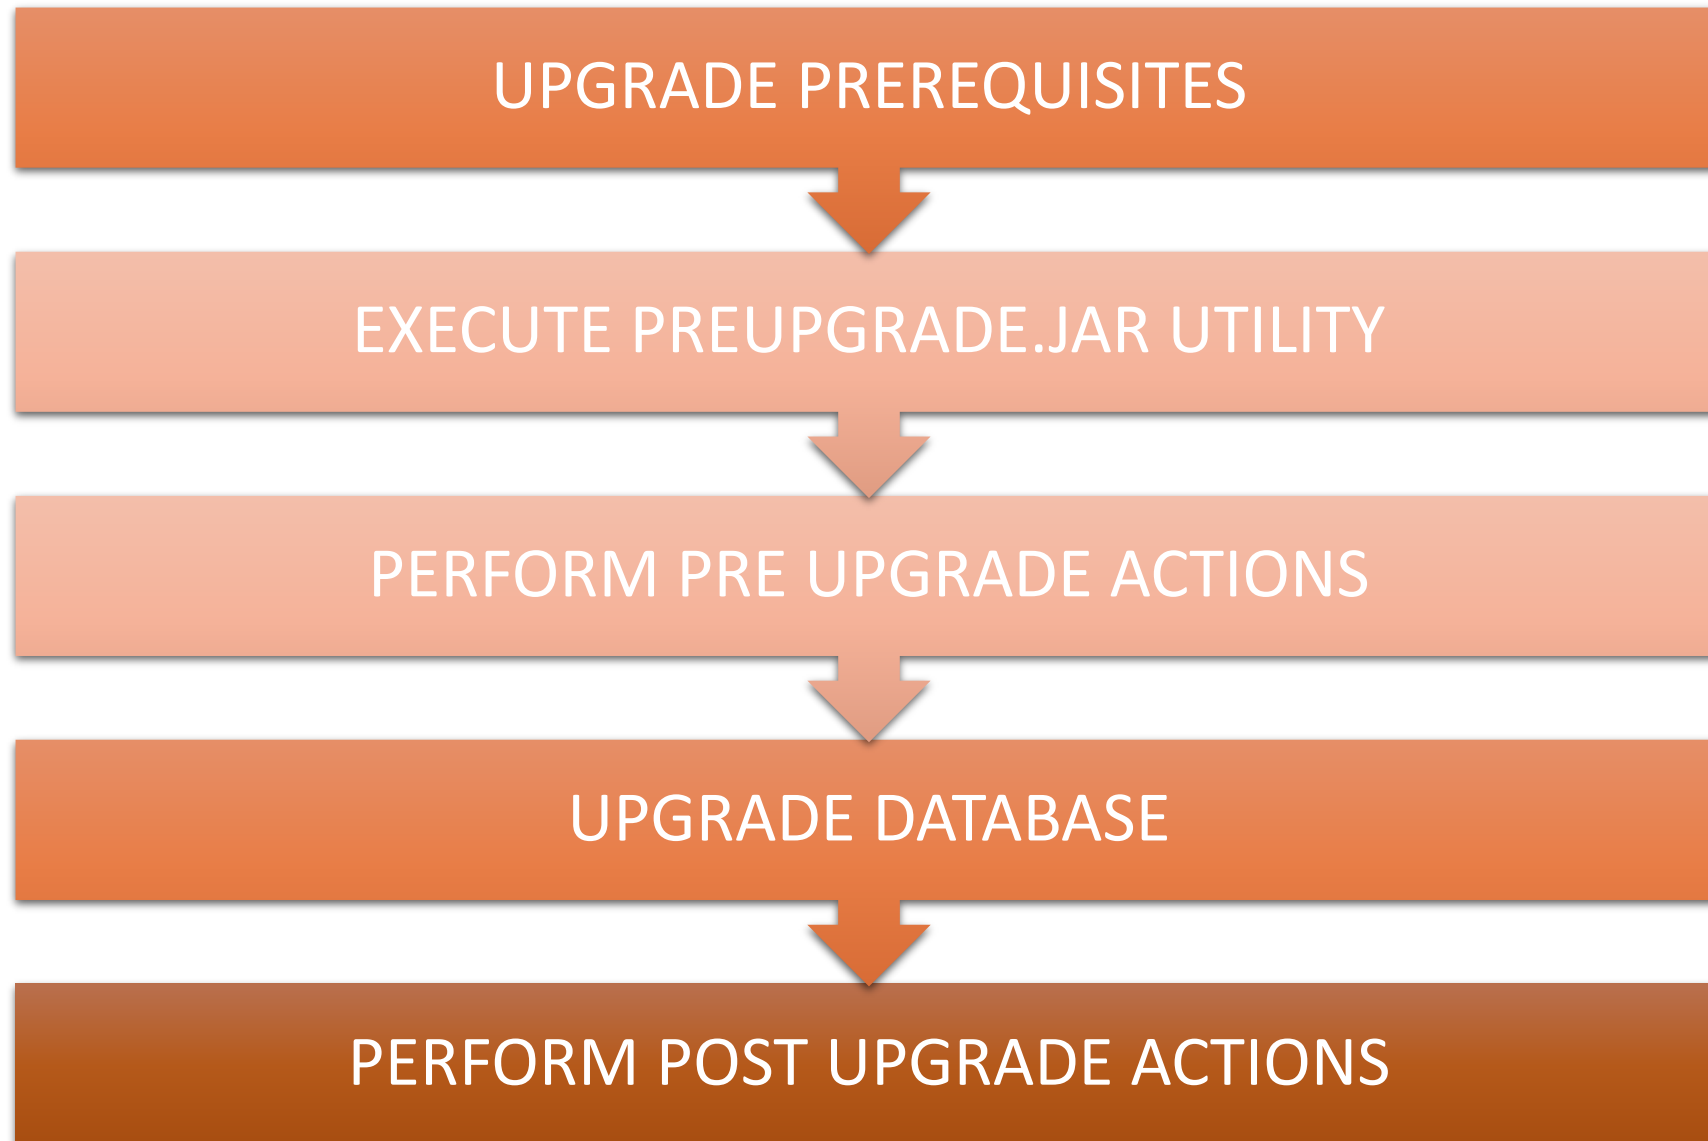 UPGRADE PREREQUISITES
EXECUTE PREUPGRADE.JAR UTILITY
PERFORM PRE UPGRADE ACTIONS
UPGRADE DATABASE
PERFORM POST UPGRADE ACTIONS